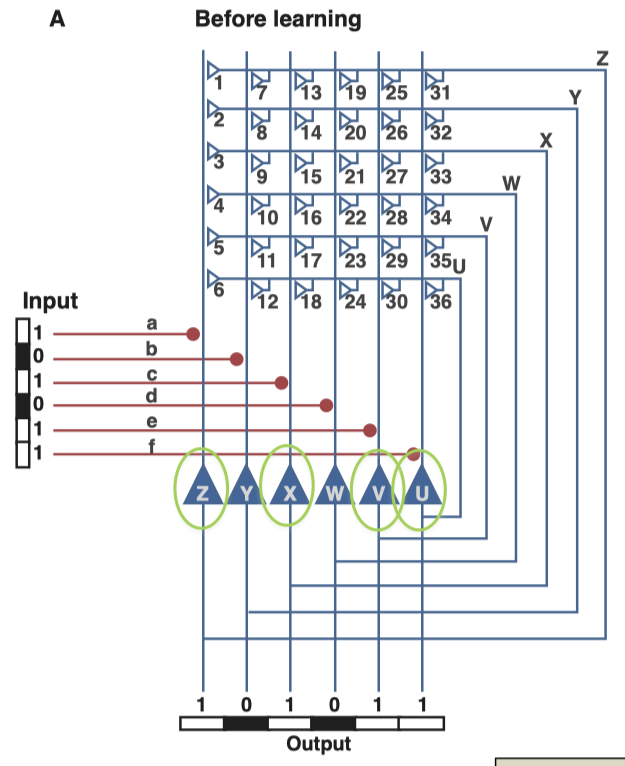 A Before learning
Z
1 7 13 19 25 31
Y
2 8 14 20 26 32
X
3 9 15 21 27 33
W
4 10 16 22 28 34
V
5 11 17 23 29 35 U
6 12 18 24 30 36
Input
1 a
0 b
1 c
0 d
1 e
1 f
Z Y X W V U
1 0 1 0 1 1
Output